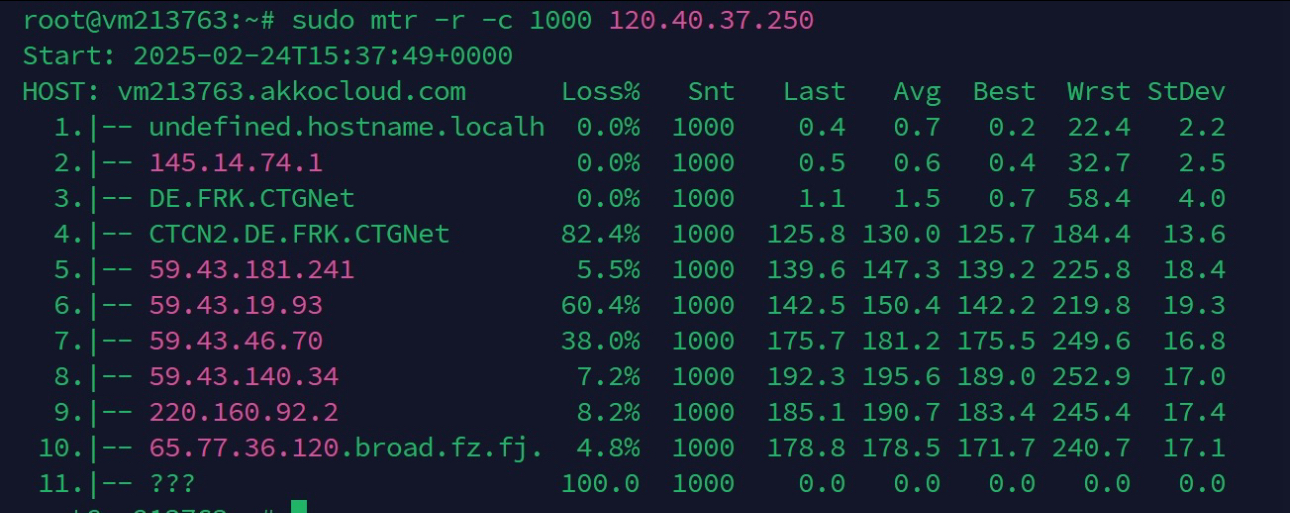 root@vm213763:~# sudo mtr -r -c 1000 120.40.37.250
Start: 2025-02-24T15:37:49+0000
HOST: vm213763.akkocloud.com Loss% Snt Last Avg Best Wrst StDev
1.|-- undefined.hostname.localh 0.0% 1000 0.4 0.7 0.2 22.4 2.2
2.|-- 145.14.74.1 0.0% 1000 0.5 0.6 0.4 32.7 2.5
3.|-- DE.FRK.CTGNet 0.0% 1000 1.1 1.5 0.7 58.4 4.0
4.|-- CTCN2.DE.FRK.CTGNet 82.4% 1000 125.8 130.0 125.7 184.4 13.6
5.|-- 59.43.181.241 5.5% 1000 139.6 147.3 139.2 225.8 18.4
6.|-- 59.43.19.93 60.4% 1000 142.5 150.4 142.2 219.8 19.3
7.|-- 59.43.46.70 38.0% 1000 175.7 181.2 175.5 249.6 16.8
8.|-- 59.43.140.34 7.2% 1000 192.3 195.6 189.0 252.9 17.0
9.|-- 220.160.92.2 8.2% 1000 185.1 190.7 183.4 245.4 17.4
10.|-- 65.77.36.120.broad.fz.fj. 4.8% 1000 178.8 178.5 171.7 240.7 17.1
11.|-- ??? 100.0 1000 0.0 0.0 0.0 0.0 0.0